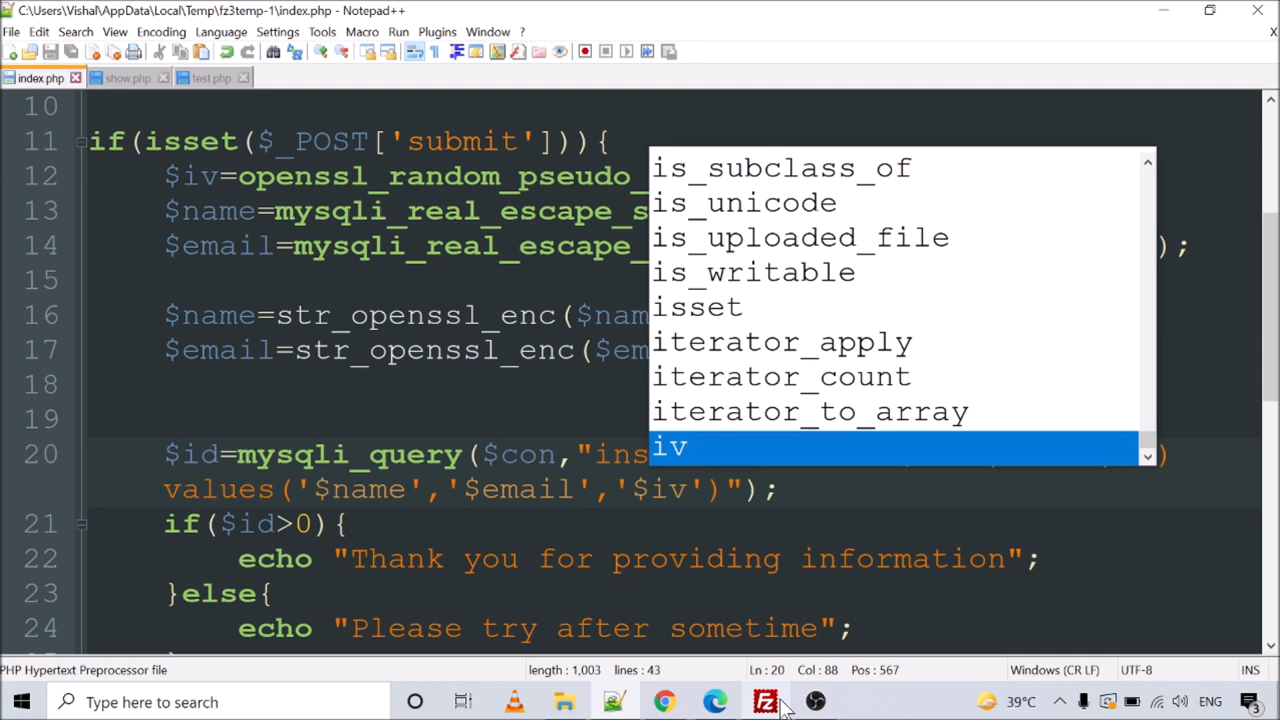 C:\Users\Vishal\AppData\Local\Temp\fz3temp-1\index.php - Notepad++
File Edit Search View Encoding Language Settings Tools Macro Run Plugins Window ? X
index.php show.php test.php
10
11 if(isset($_POST['submit'])){
12 $iv=openssl_random_pseudo_
13 $name=mysqli_real_escape_s
14 $email=mysqli_real_escape_ );
15
16 $name=str_openssl_enc($nam
17 $email=str_openssl_enc($em
18
19
20 $id=mysqli_query($con,"ins )
values('$name','$email','$iv')");
21 if($id>0){
22 echo "Thank you for providing information";
23 }else{
24 echo "Please try after sometime";
is_subclass_of
is_unicode
is_uploaded_file
is_writable
isset
iterator_apply
iterator_count
iterator_to_array
iv
PHP Hypertext Preprocessor file length : 1,003 lines : 43 Ln : 20 Col : 88 Pos : 567 Windows (CR LF) UTF-8 INS
Type here to search 39°C 3